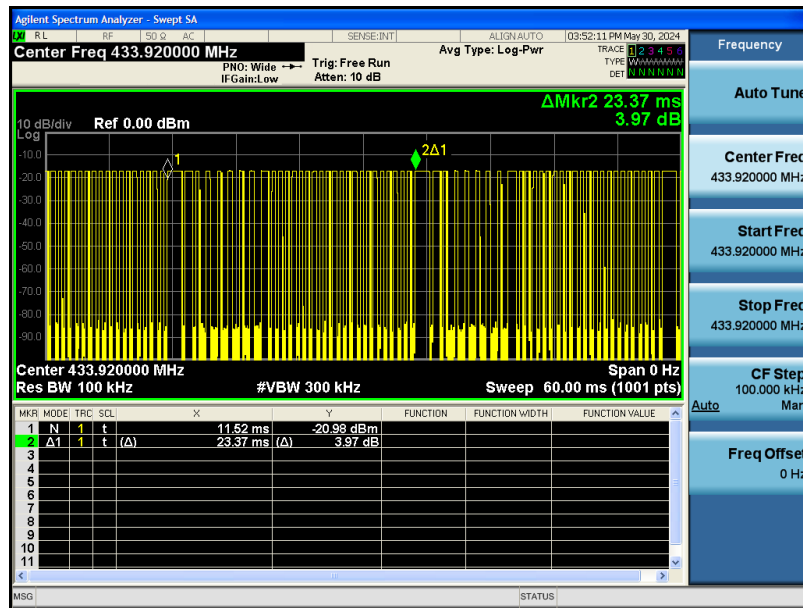 Agilent Spectrum Analyzer - Swept SA
LXI RL RF 50 Ω AC SENSE:INT ALIGN AUTO 03:52:11 PM May 30, 2024
Center Freq 433.920000 MHz
PNO: Wide
IFGain:Low
Trig: Free Run
Atten: 10 dB
Avg Type: Log-Pwr
TRACE 1 2 3 4 5 6
TYPE W
DET N N N N N N
ΔMkr2 23.37 ms
3.97 dB
10 dB/div Ref 0.00 dBm
Log
1
2Δ1
-10.0
-20.0
-30.0
-40.0
-50.0
-60.0
-70.0
-80.0
-90.0
Center 433.920000 MHz Span 0 Hz
Res BW 100 kHz #VBW 300 kHz Sweep 60.00 ms (1001 pts)
MKR MODE TRC SCL X Y FUNCTION FUNCTION WIDTH FUNCTION VALUE
1 N 1 t 11.52 ms -20.98 dBm
2 Δ1 1 t (Δ) 23.37 ms (Δ) 3.97 dB
3
4
5
6
7
8
9
10
11
MSG STATUS
Frequency
Auto Tune
Center Freq
433.920000 MHz
Start Freq
433.920000 MHz
Stop Freq
433.920000 MHz
CF Step
100.000 kHz
Auto Man
Freq Offset
0 Hz